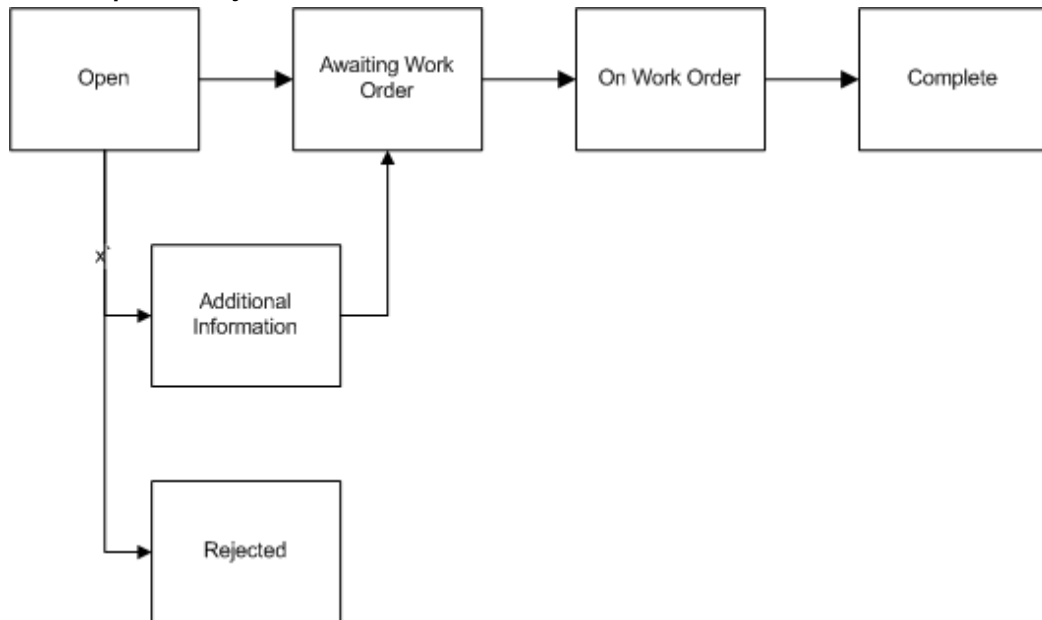 Open
Awaiting Work
Order
On Work Order
Complete
x`
Additional
Information
Rejected